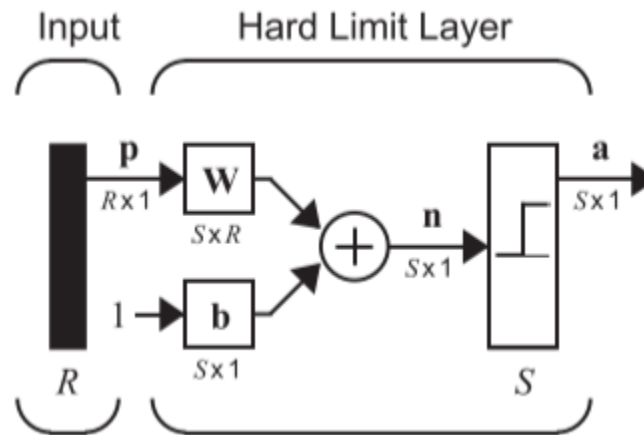 Input Hard Limit Layer
p a
W
R x 1 n S x 1
S x R
S x 1
1 b
S x 1
R S